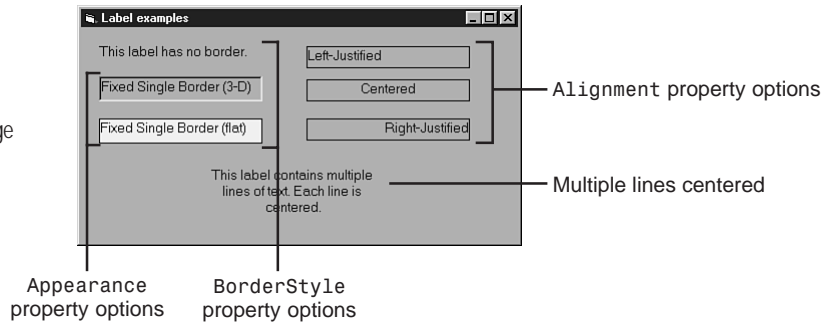 Label examples
This label has no border.
Fixed Single Border (3-D)
Fixed Single Border (flat)
Left-Justified
Centered
Right-Justified
This label contains multiple
lines of text. Each line is
centered.
Alignment property options
Multiple lines centered
Appearance
property options
BorderStyle
property options